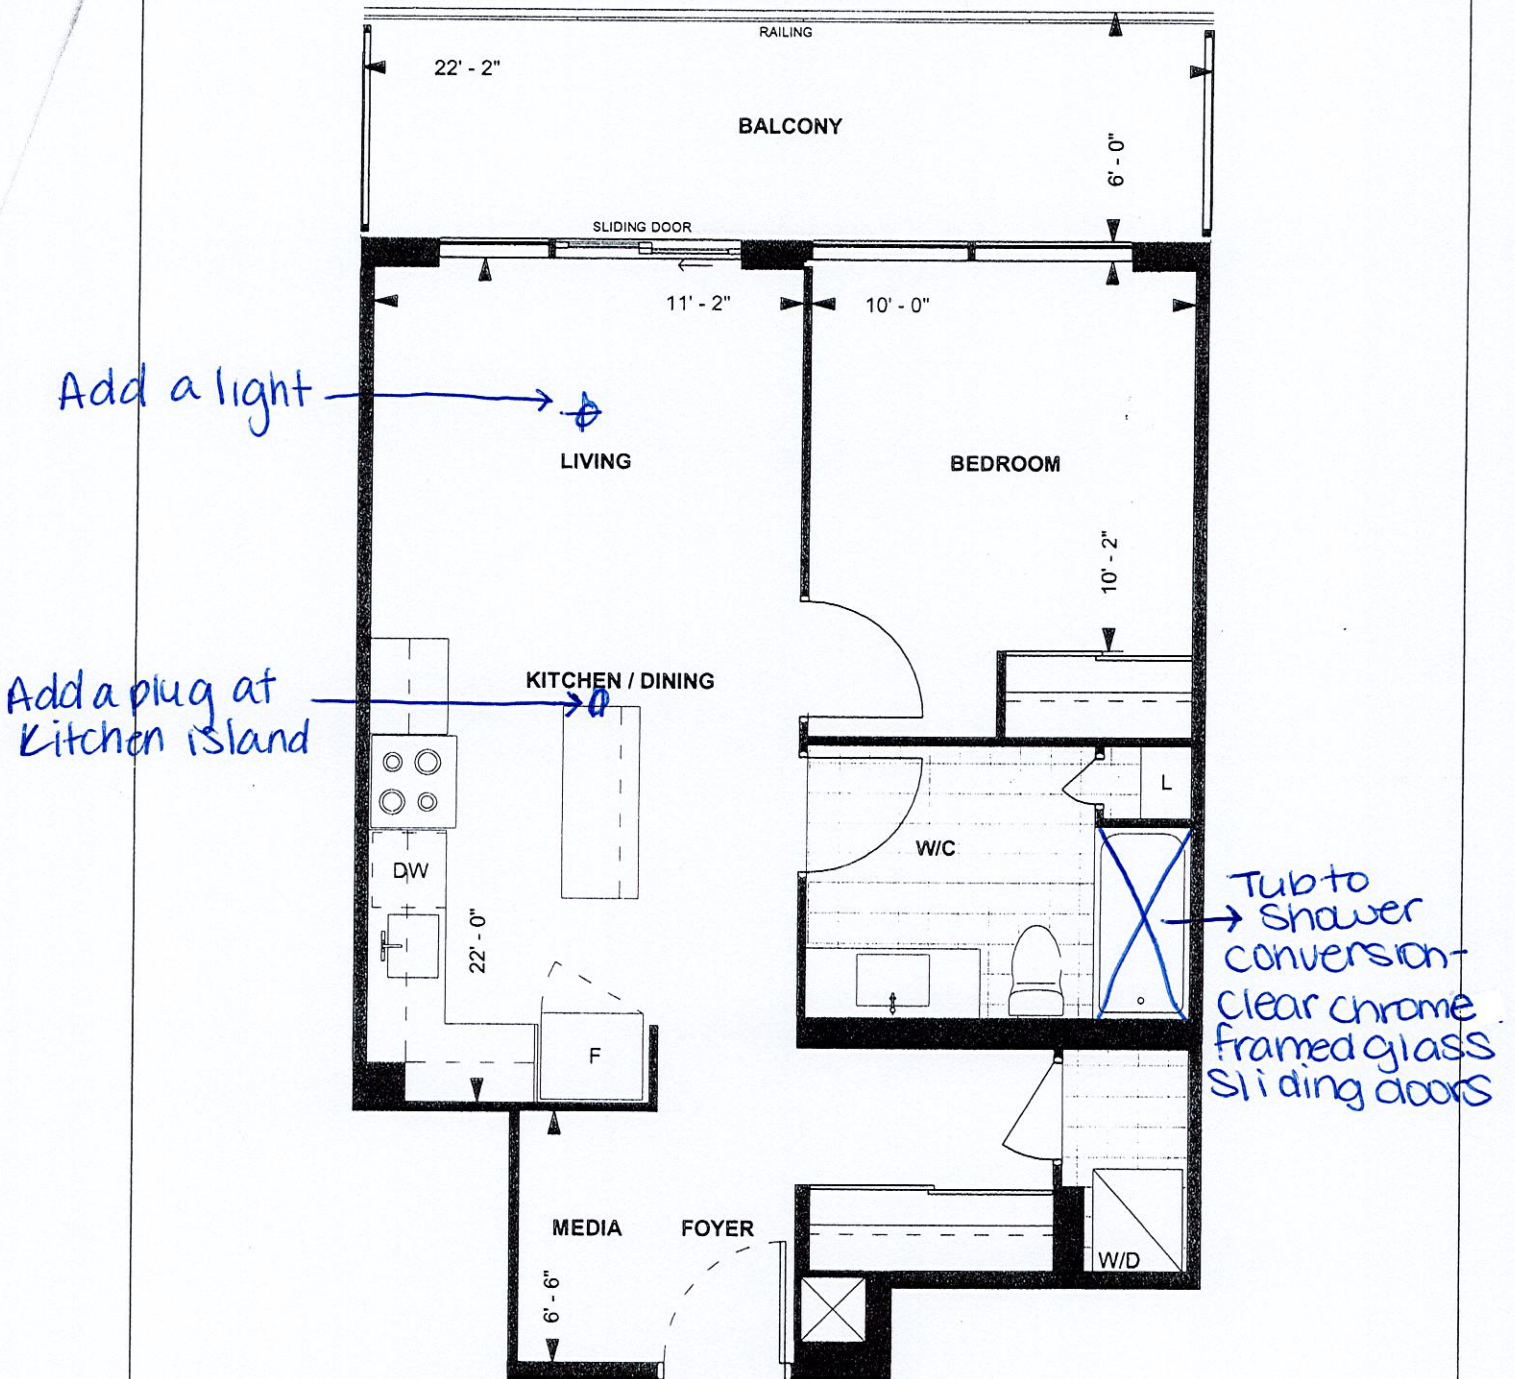 RAILING
22' - 2"
BALCONY
6' - 0"
SLIDING DOOR
11' - 2"
10' - 0"
Add a light
LIVING
BEDROOM
10' - 2"
KITCHEN / DINING
Add a plug at
Kitchen island
L
W/C
DW
Tub to
Shower
conversion-
Clear chrome
framed glass
Sliding doors
22' - 0"
F
MEDIA
FOYER
W/D
6' - 6"